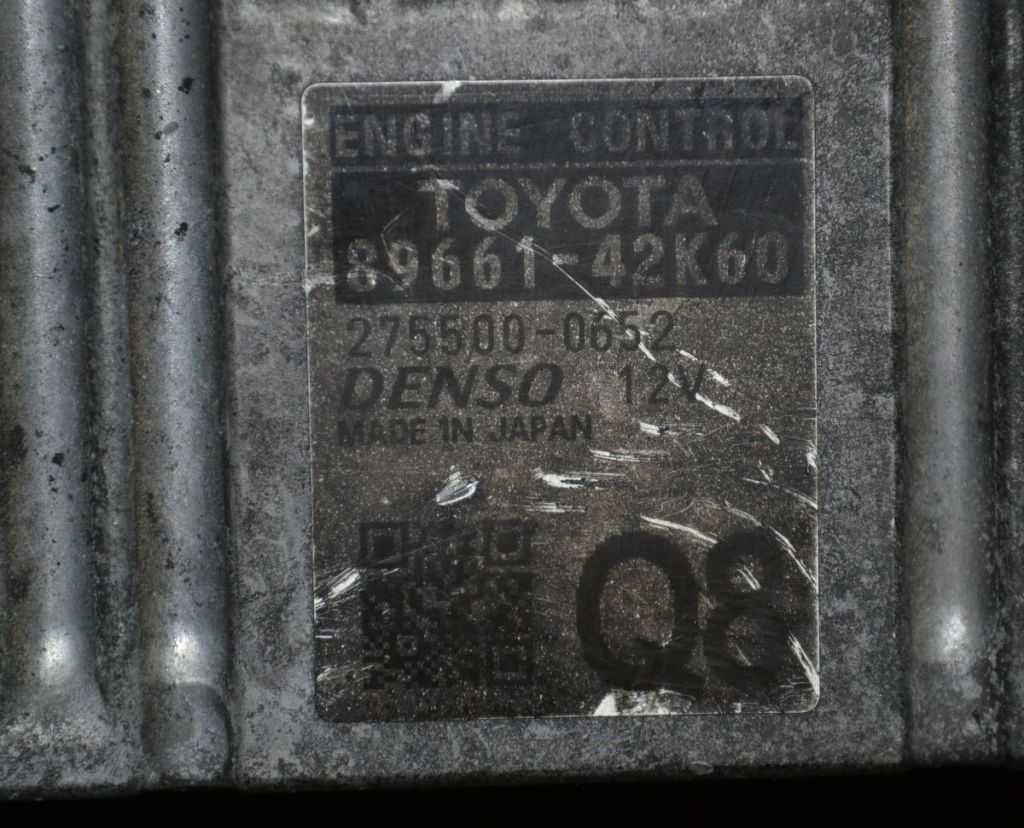 ENGINE CONTROL
TOYOTA
89661-42K60
275500-0652
DENSO 12V
MADE IN JAPAN
Q8